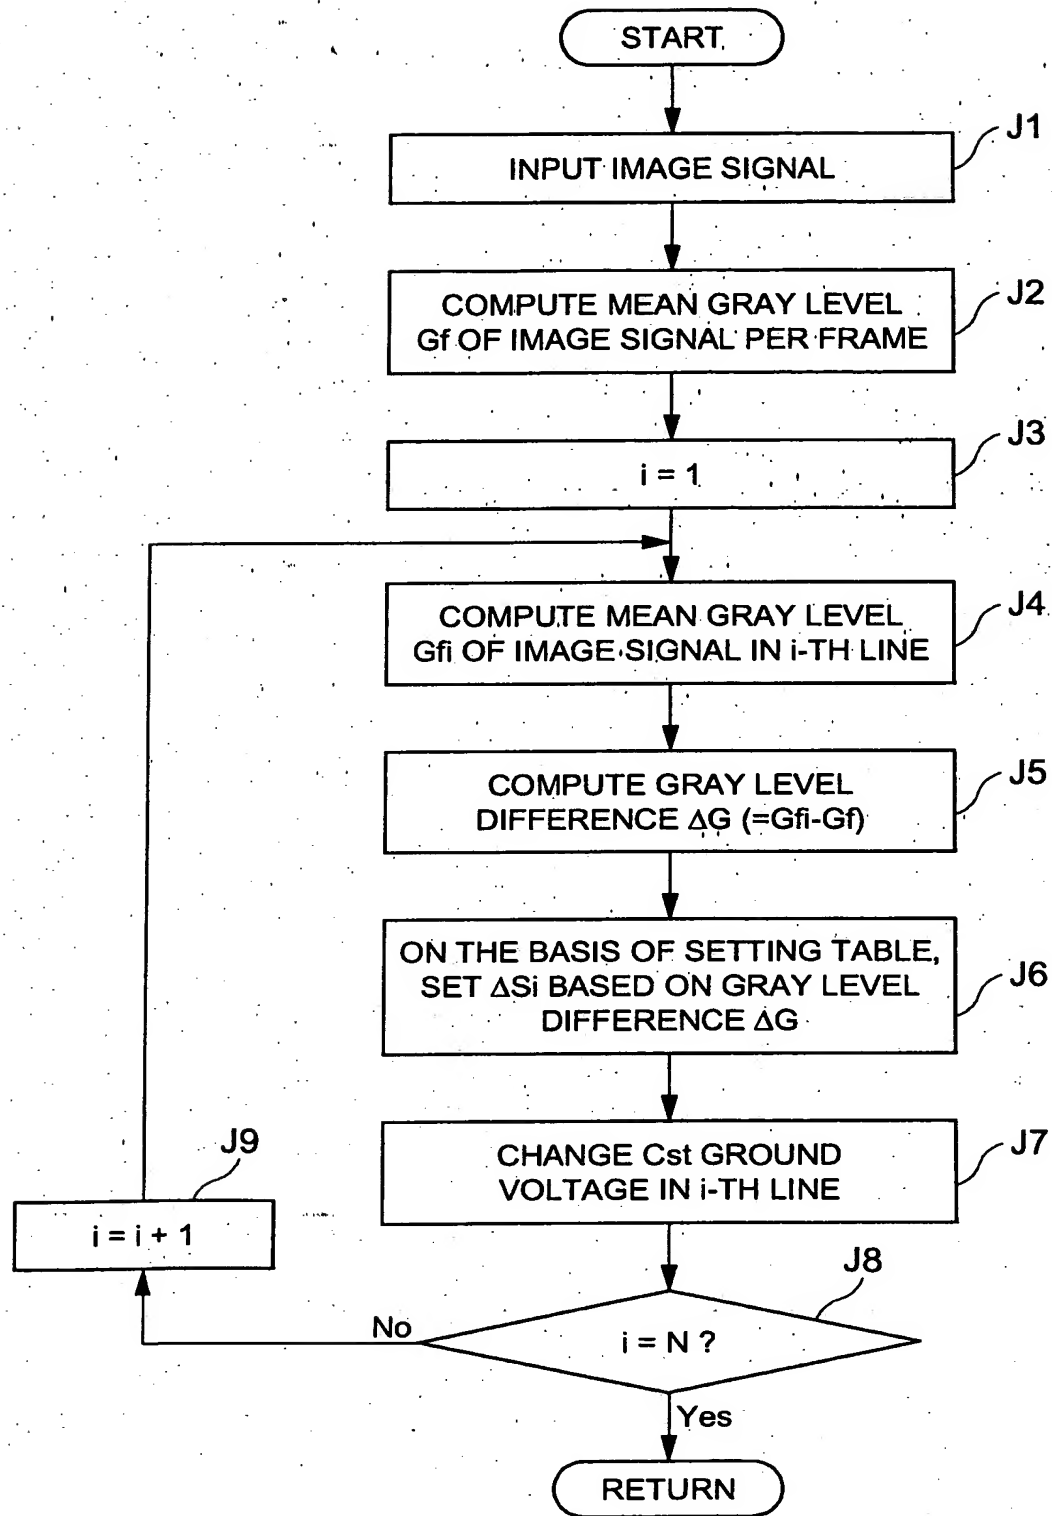 START
J1
INPUT IMAGE SIGNAL
J2
COMPUTE MEAN GRAY LEVEL
Gf OF IMAGE SIGNAL PER FRAME
J3
i = 1
J4
COMPUTE MEAN GRAY LEVEL
Gfi OF IMAGE SIGNAL IN i-TH LINE
J5
COMPUTE GRAY LEVEL
DIFFERENCE ΔG (=Gfi-Gf)
J6
ON THE BASIS OF SETTING TABLE,
SET ΔSi BASED ON GRAY LEVEL
DIFFERENCE ΔG
J7
CHANGE Cst GROUND
VOLTAGE IN i-TH LINE
J9
i = i + 1
J8
i = N ?
No
Yes
RETURN